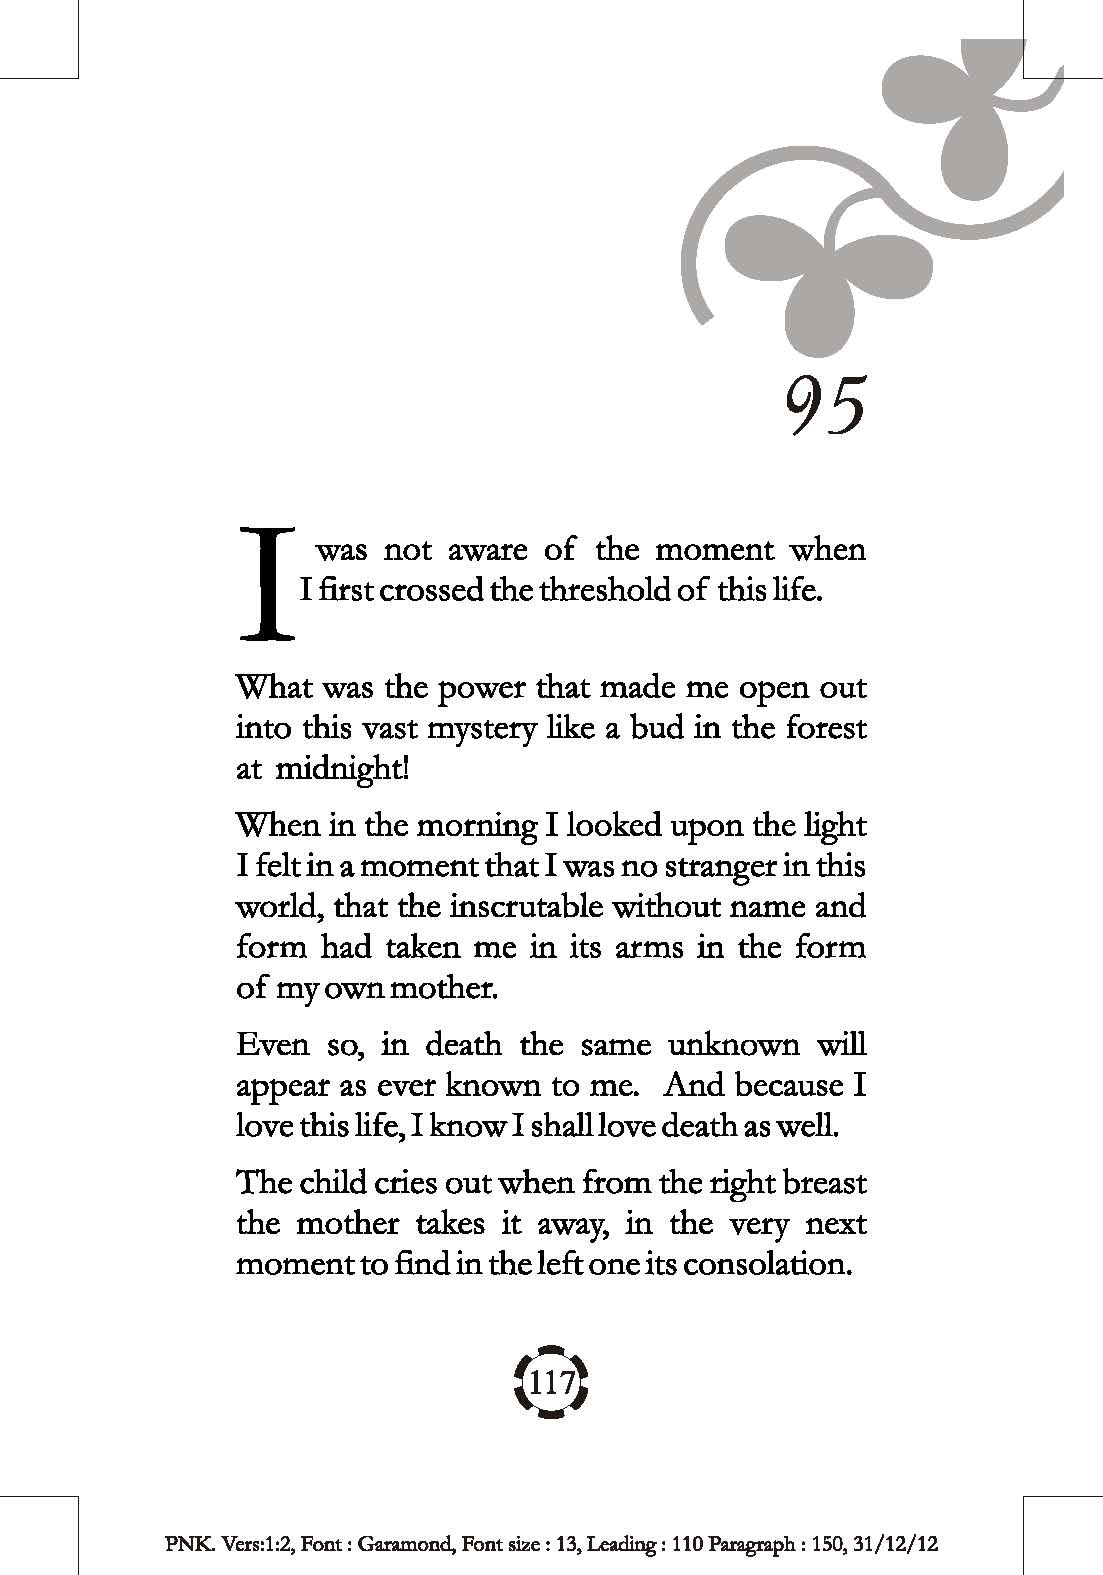 95
I was not aware of the moment when
I first crossed the threshold of this life.
What was the power that made me open out
into this vast mystery like a bud in the forest
at midnight!
When in the morning I looked upon the light
I felt in a moment that I was no stranger in this
world, that the inscrutable without name and
form had taken me in its arms in the form
of my own mother.
Even so, in death the same unknown will
appear as ever known to me. And because I
love this life, I know I shall love death as well.
The child cries out when from the right breast
the mother takes it away, in the very next
moment to find in the left one its consolation.
117
PNK. Vers:1:2, Font : Garamond, Font size : 13, Leading : 110 Paragraph : 150, 31/12/12